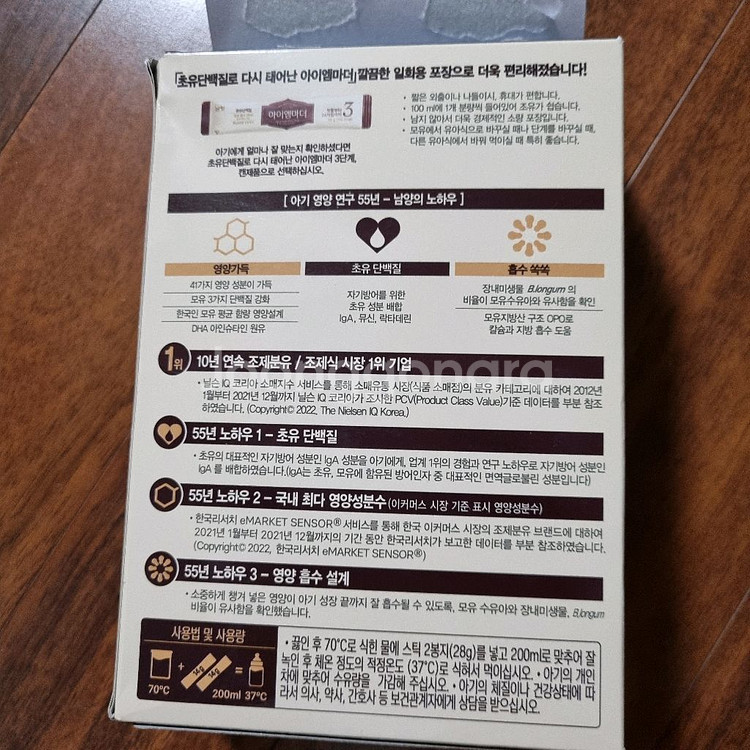 「초유단백질로 다시 태어난 아이엠마더」 깔끔한 일회용 포장으로 더욱 편리해졌습니다!
아이엠마더
3
• 짧은 외출이나 나들이시, 휴대가 편합니다.
• 100 ml에 1개 분량씩 들어있어 조유가 쉽습니다.
• 남지 않아서 더욱 경제적인 소량 포장입니다.
• 모유에서 유아식으로 바꾸실 때나 단계를 바꾸실 때,
다른 유아식에서 바꿔 먹이실 때 특히 좋습니다.
아기에게 얼마나 잘 맞는지 확인하셨다면
초유단백질로 다시 태어난 아이엠마더 3단계,
캔제품으로 선택하십시오.
[ 아기 영양 연구 55년 – 남양의 노하우 ]
영양가득
41가지 영양 성분이 가득
모유 3가지 단백질 강화
한국인 모유 평균 함량 영양설계
DHA 아인슈타인 원유
초유 단백질
자기방어를 위한
초유 성분 배합
IgA, 뮤신, 락타데린
흡수 쏙쏙
장내미생물 B.longum 의
비율이 모유수유아와 유사함을 확인
모유지방산 구조 OPO로
칼슘과 지방 흡수 도움
1위 10년 연속 조제분유 / 조제식 시장 1위 기업
• 닐슨 IQ 코리아 소매지수 서비스를 통해 소매유통 시장(식품 소매점)의 분유 카테고리에 대하여 2012년
1월부터 2021년 12월까지 닐슨 IQ 코리아가 조사한 PCV(Product Class Value)기준 데이터를 부분 참조
하였습니다. (Copyright© 2022, The Nielsen IQ Korea.)
55년 노하우 1 – 초유 단백질
• 초유의 대표적인 자기방어 성분인 IgA 성분을 아기에게, 업계 1위의 경험과 연구 노하우로 자기방어 성분인
IgA 를 배합하였습니다.(IgA는 초유, 모유에 함유된 방어인자 중 대표적인 면역글로불린 성분입니다)
55년 노하우 2 – 국내 최다 영양성분수 (이커머스 시장 기준 표시 영양성분수)
• 한국리서치 eMARKET SENSOR® 서비스를 통해 한국 이커머스 시장의 조제분유 브랜드에 대하여
2021년 1월부터 2021년 12월까지의 기간 동안 한국리서치가 보고한 데이터를 부분 참조하였습니다.
(Copyright© 2022, 한국리서치 eMARKET SENSOR®)
55년 노하우 3 – 영양 흡수 설계
• 소중하게 챙겨 넣은 영양이 아기 성장 끝까지 잘 흡수될 수 있도록, 모유 수유아와 장내미생물, B.longum
비율이 유사함을 확인했습니다.
사용법 및 사용량
70℃ + 14g 14g = 200ml 37℃
• 끓인 후 70℃로 식힌 물에 스틱 2봉지(28g)를 넣고 200ml로 맞추어 잘
녹인 후 체온 정도의 적정온도 (37℃)로 식혀서 먹이십시오. • 아기의 개인
차에 맞추어 수유량을 가감해 주십시오. • 아기의 체질이나 건강상태에 따
라서 의사, 약사, 간호사 등 보건관계자에게 상담을 받으십시오.